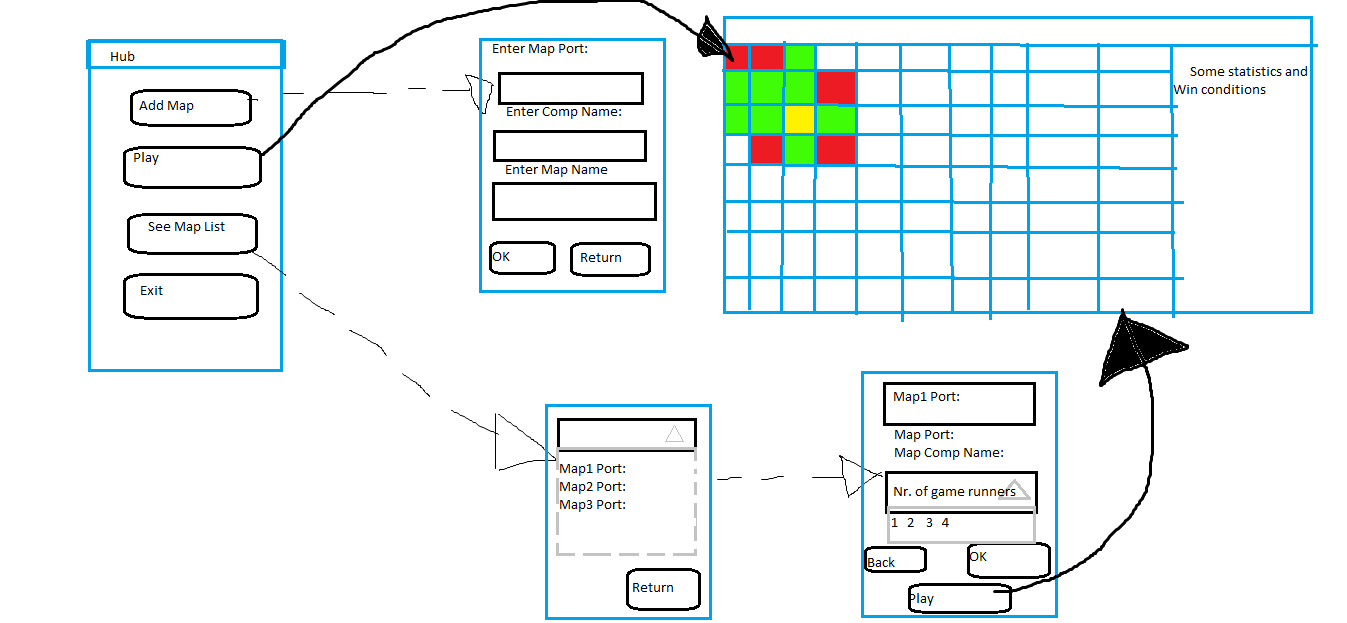 Hub
Add Map
Play
See Map List
Exit
Enter Map Port:
Enter Comp Name:
Enter Map Name
OK
Return
Some statistics and
Win conditions
Map1 Port:
Map2 Port:
Map3 Port:
Return
Map1 Port:
Map Port:
Map Comp Name:
Nr. of game runners
1 2 3 4
Back
OK
Play